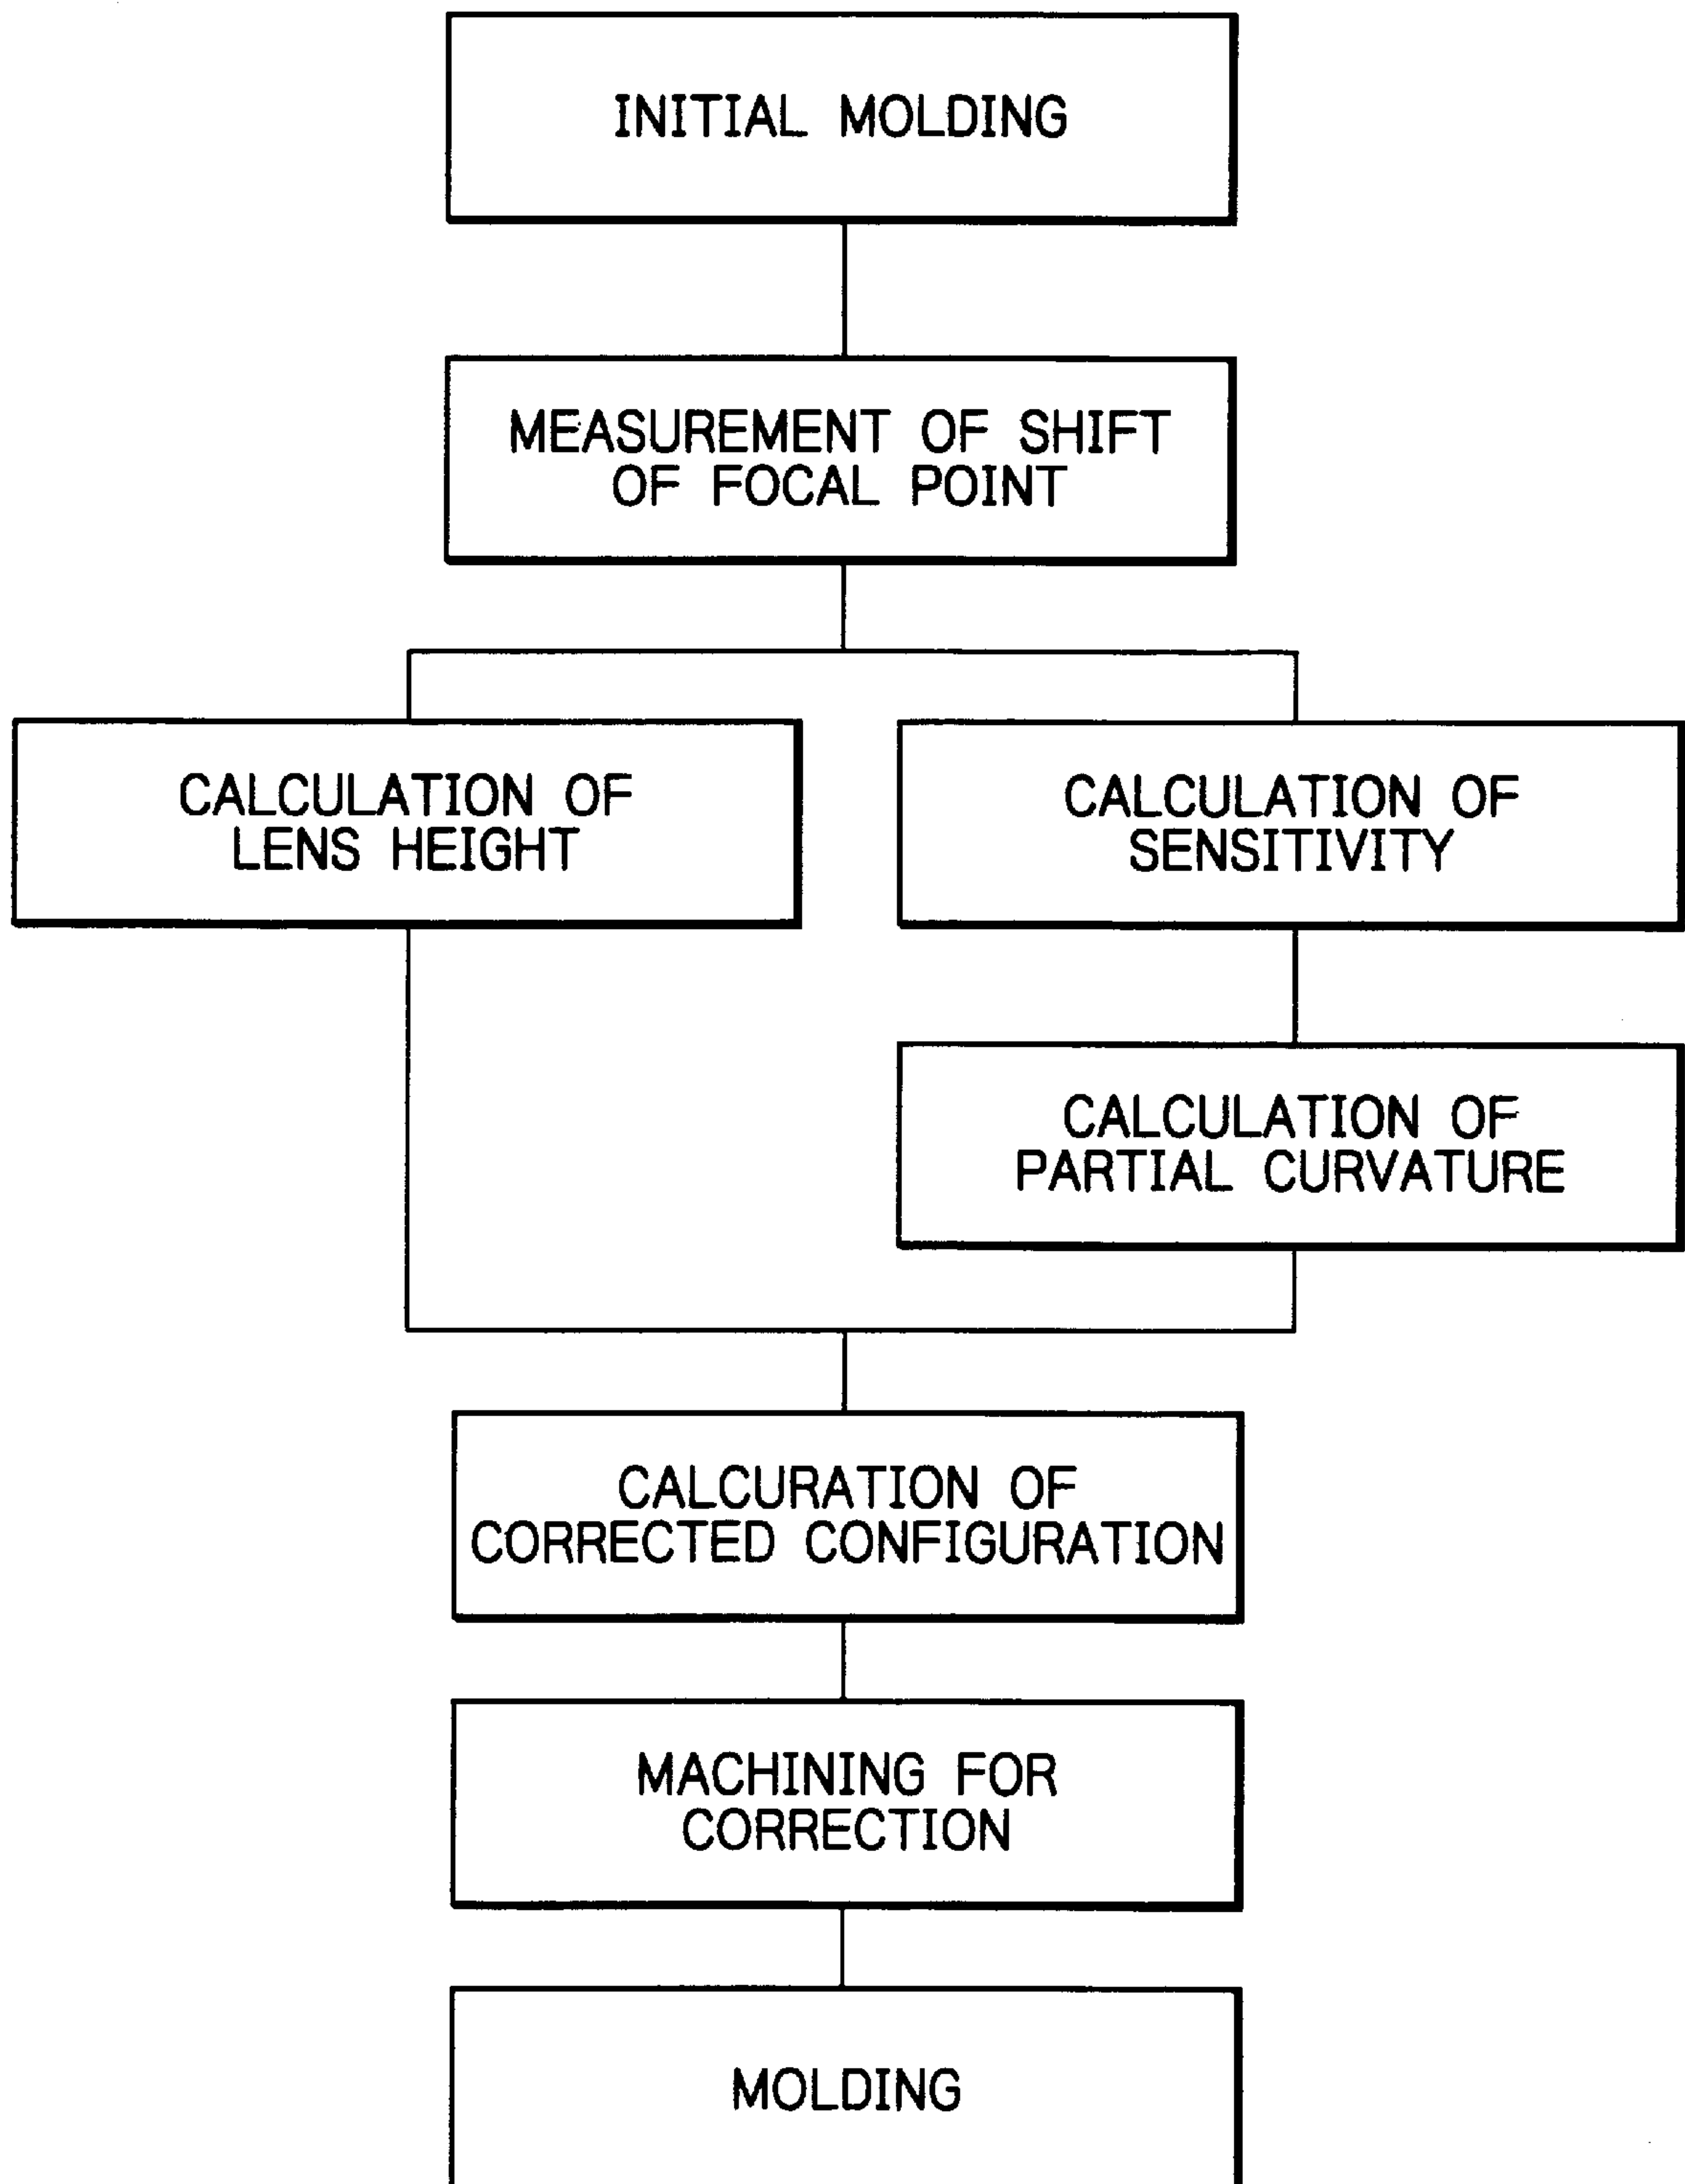 INITIAL MOLDING
MEASUREMENT OF SHIFT
OF FOCAL POINT
CALCULATION OF
LENS HEIGHT
CALCULATION OF
SENSITIVITY
CALCULATION OF
PARTIAL CURVATURE
CALCURATION OF
CORRECTED CONFIGURATION
MACHINING FOR
CORRECTION
MOLDING